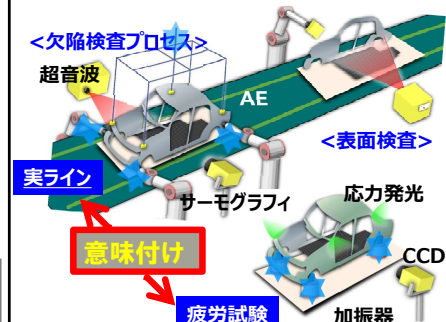 <欠陥検査プロセス>
超音波
AE
<表面検査>
実ライン
サーモグラフィ
応力発光
意味付け
CCD
疲労試験
加振器